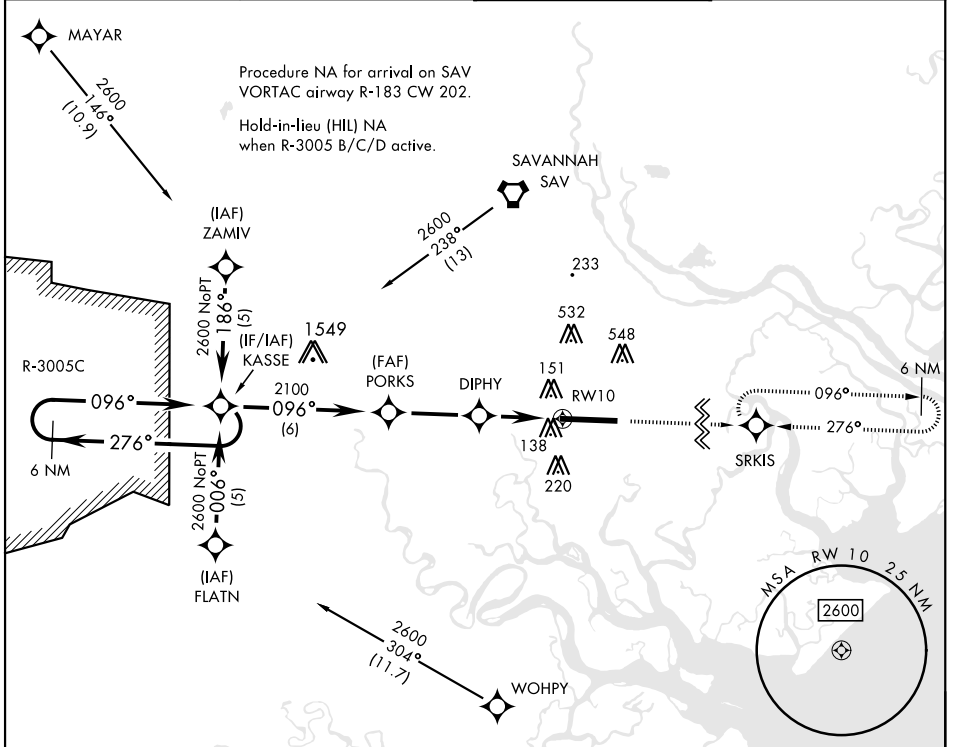 MAYAR
2600
146°
(10.9)
Procedure NA for arrival on SAV
VORTAC airway R-183 CW 202.
Hold-in-lieu (HIL) NA
when R-3005 B/C/D active.
SAVANNAH
SAV
2600
238°
(13)
(IAF)
ZAMIV
2600 NoPT
186°
(5)
(IF/IAF)
KASSE
1549
233
532
548
R-3005C
096°
276°
6 NM
2100
096°
(6)
(FAF)
PORKS
DIPHY
151
RW10
138
220
096°
276°
6 NM
SRKIS
2600 NoPT
006°
(5)
(IAF)
FLATN
2600
304°
(11.7)
WOHPY
MSA RW 10 25 NM
2600